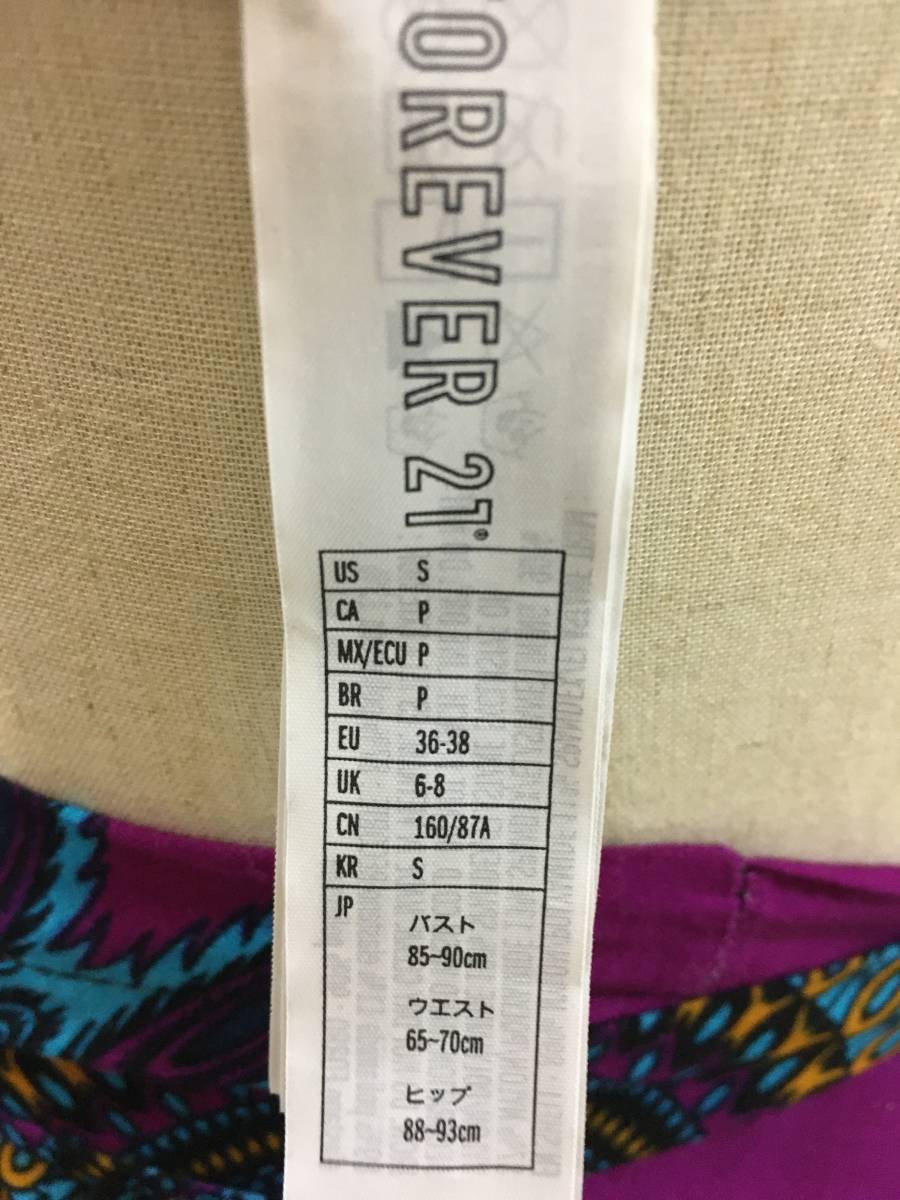 FOREVER 21®
US S
CA P
MX/ECU P
BR P
EU 36-38
UK 6-8
CN 160/87A
KR S
JP
バスト
85~90cm
ウエスト
65~70cm
ヒップ
88~93cm